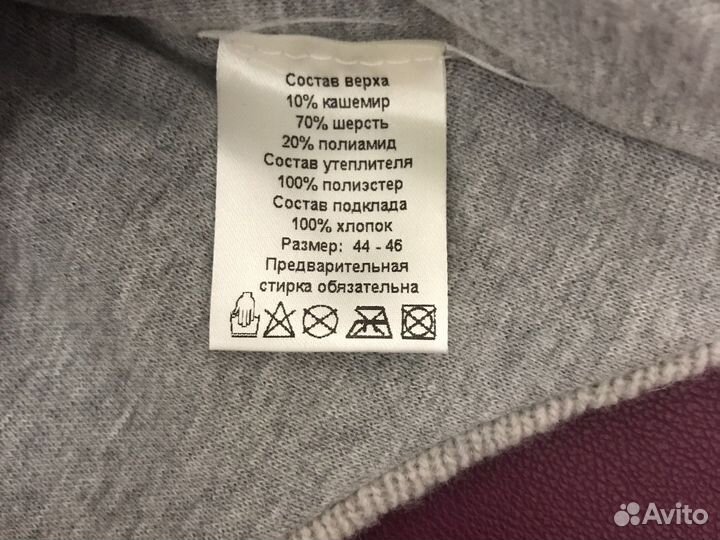 Состав верха
10% кашемир
70% шерсть
20% полиамид
Состав утеплителя
100% полиэстер
Состав подклада
100% хлопок
Размер: 44 - 46
Предварительная
стирка обязательна
Avito